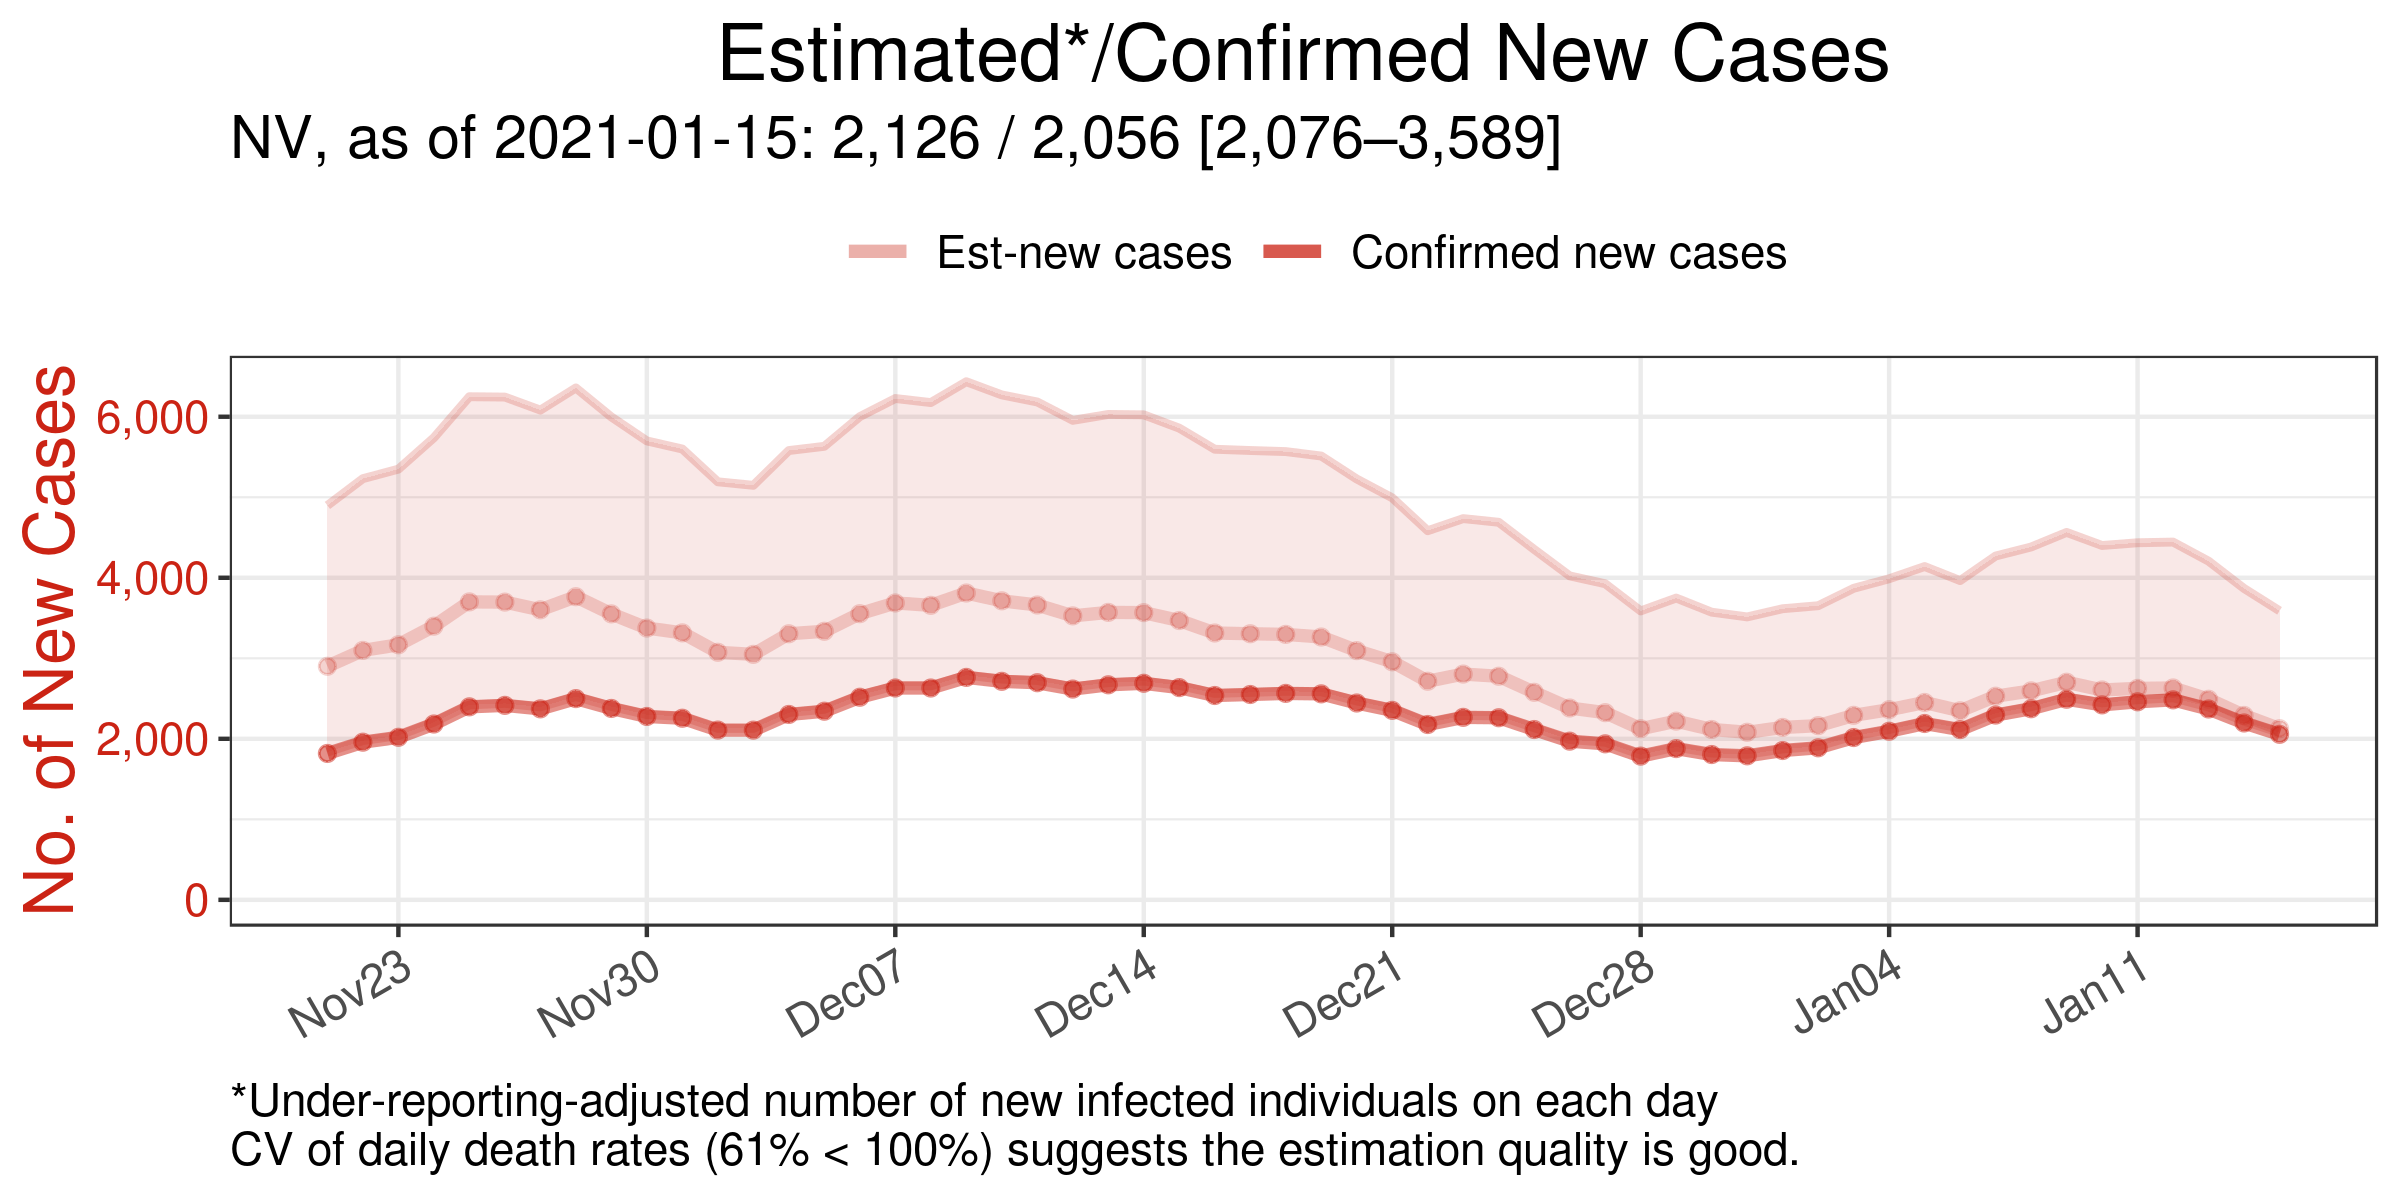 Estimated*/Confirmed New Cases
NV, as of 2021-01-15: 2,126 / 2,056 [2,076–3,589]
Est-new cases Confirmed new cases
No. of New Cases
6,000
4,000
2,000
0
Nov23 Nov30 Dec07 Dec14 Dec21 Dec28 Jan04 Jan11
*Under-reporting-adjusted number of new infected individuals on each day
CV of daily death rates (61% < 100%) suggests the estimation quality is good.